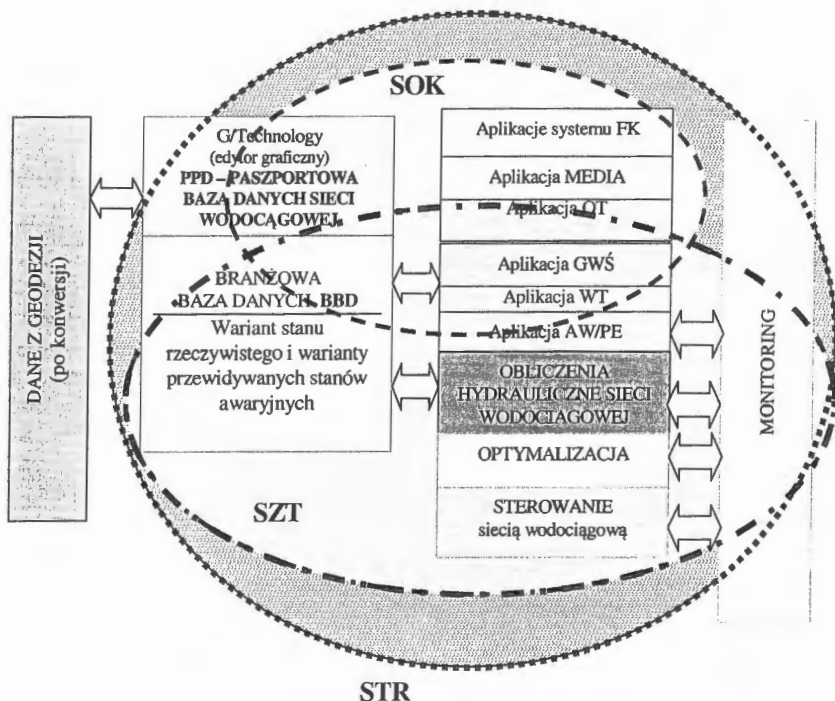 SOK
DANE Z GEODEZJI
(po konwersji)
G/Technology
(edytor graficzny)
PPD – PASZPORTOWA
BAZA DANYCH SIECI
WODOCĄGOWEJ
BRANŻOWA
BAZA DANYCH BBD
Wariant stanu
rzeczywistego i warianty
przewidywanych stanów
awaryjnych
Aplikacje systemu FK
Aplikacja MEDIA
Aplikacja OT
Aplikacja GWŚ
Aplikacja WT
Aplikacja AW/PE
OBLICZENIA
HYDRAULICZNE SIECI
WODOCIĄGOWEJ
OPTYMALIZACJA
STEROWANIE
siecią wodociągową
MONITORING
SZT
STR